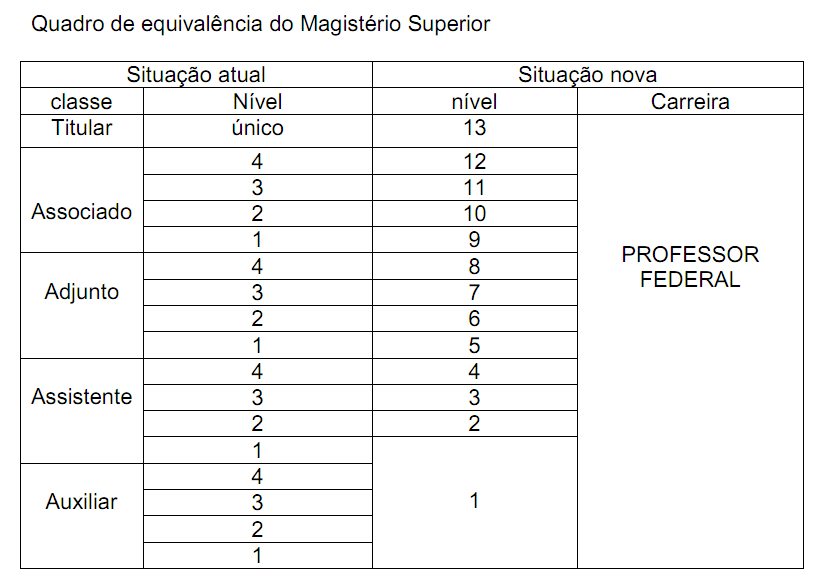 Quadro de equivalência do Magistério Superior
Situação atual Situação nova
classe Nível nível Carreira
Titular único 13
4 12
3 11
Associado 2 10
1 9
PROFESSOR
FEDERAL
4 8
Adjunto 3 7
2 6
1 5
4 4
Assistente 3 3
2 2
1
4
Auxiliar 3 1
2
1